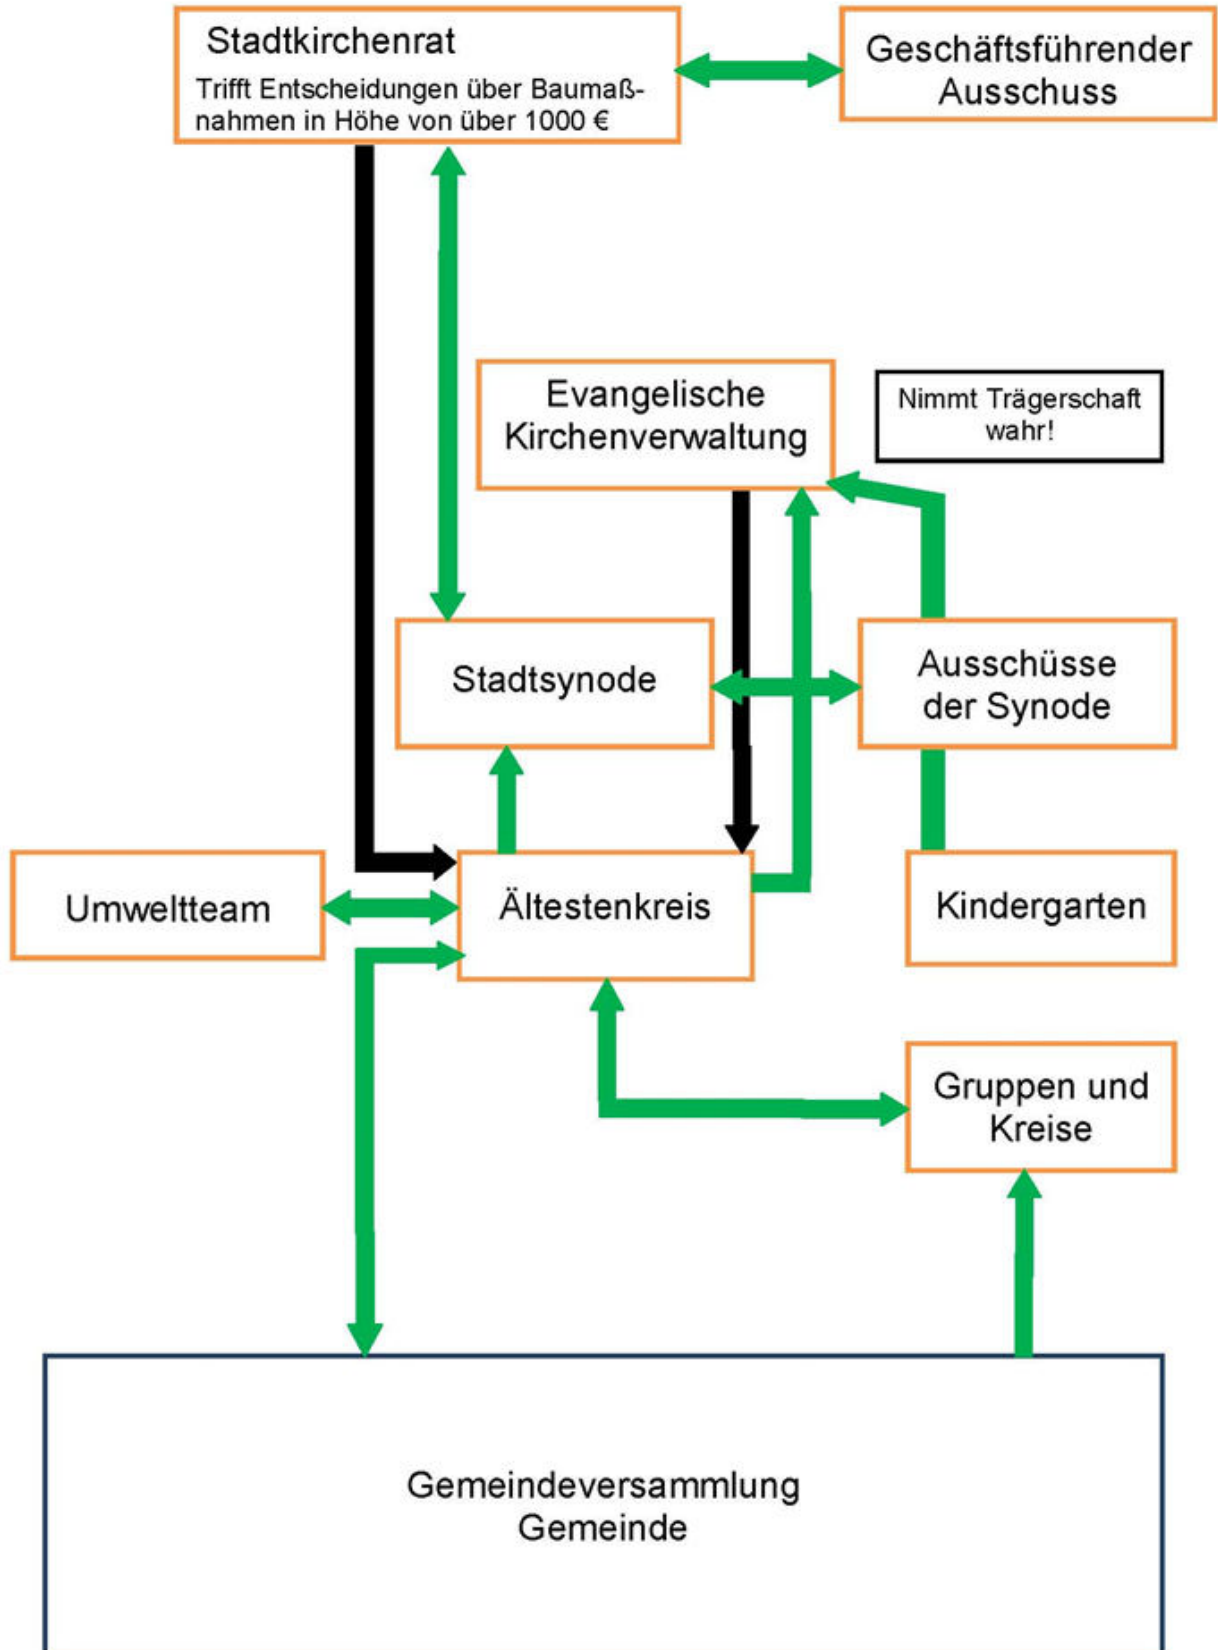 Stadtkirchenrat
Trifft Entscheidungen über Baumaß-
nahmen in Höhe von über 1000 €
Geschäftsführender
Ausschuss
Evangelische
Kirchenverwaltung
Nimmt Trägerschaft
wahr!
Stadtsynode
Ausschüsse
der Synode
Umweltteam
Ältestenkreis
Kindergarten
Gruppen und
Kreise
Gemeindeversammlung
Gemeinde